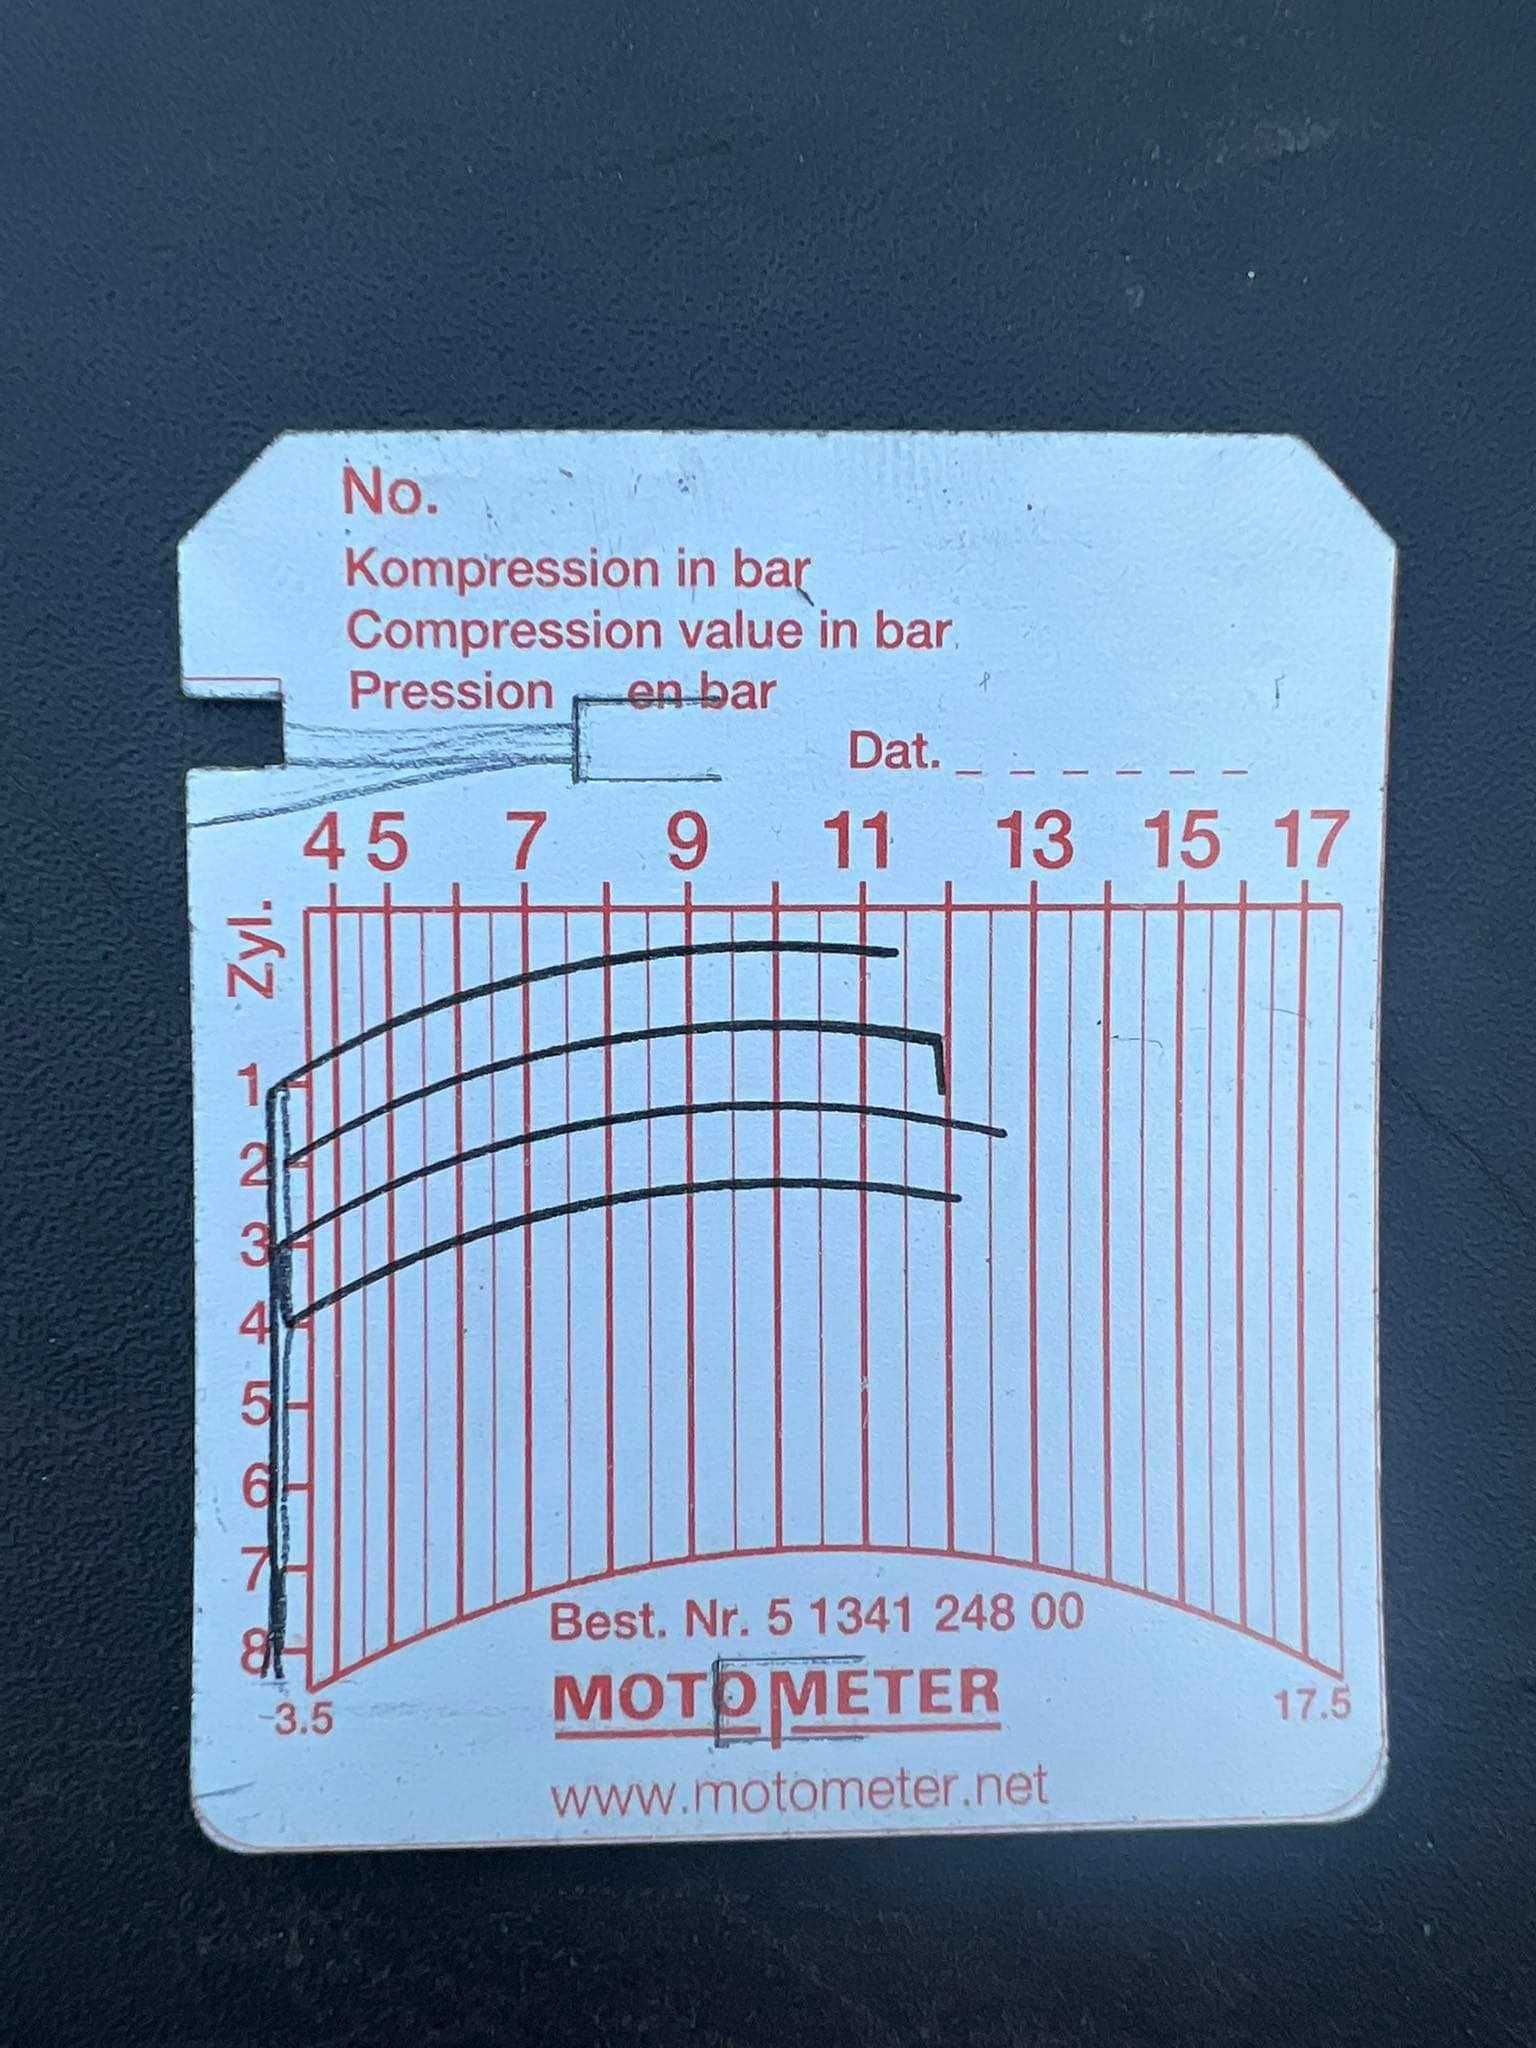 No.
Kompression in bar
Compression value in bar
Pression en bar
Dat. _ _ _ _ _ _
4 5 7 9 11 13 15 17
Zyl.
1
2
3
4
5
6
7
8
-3.5
17.5
Best. Nr. 5 1341 248 00
MOTOMETER
www.motometer.net